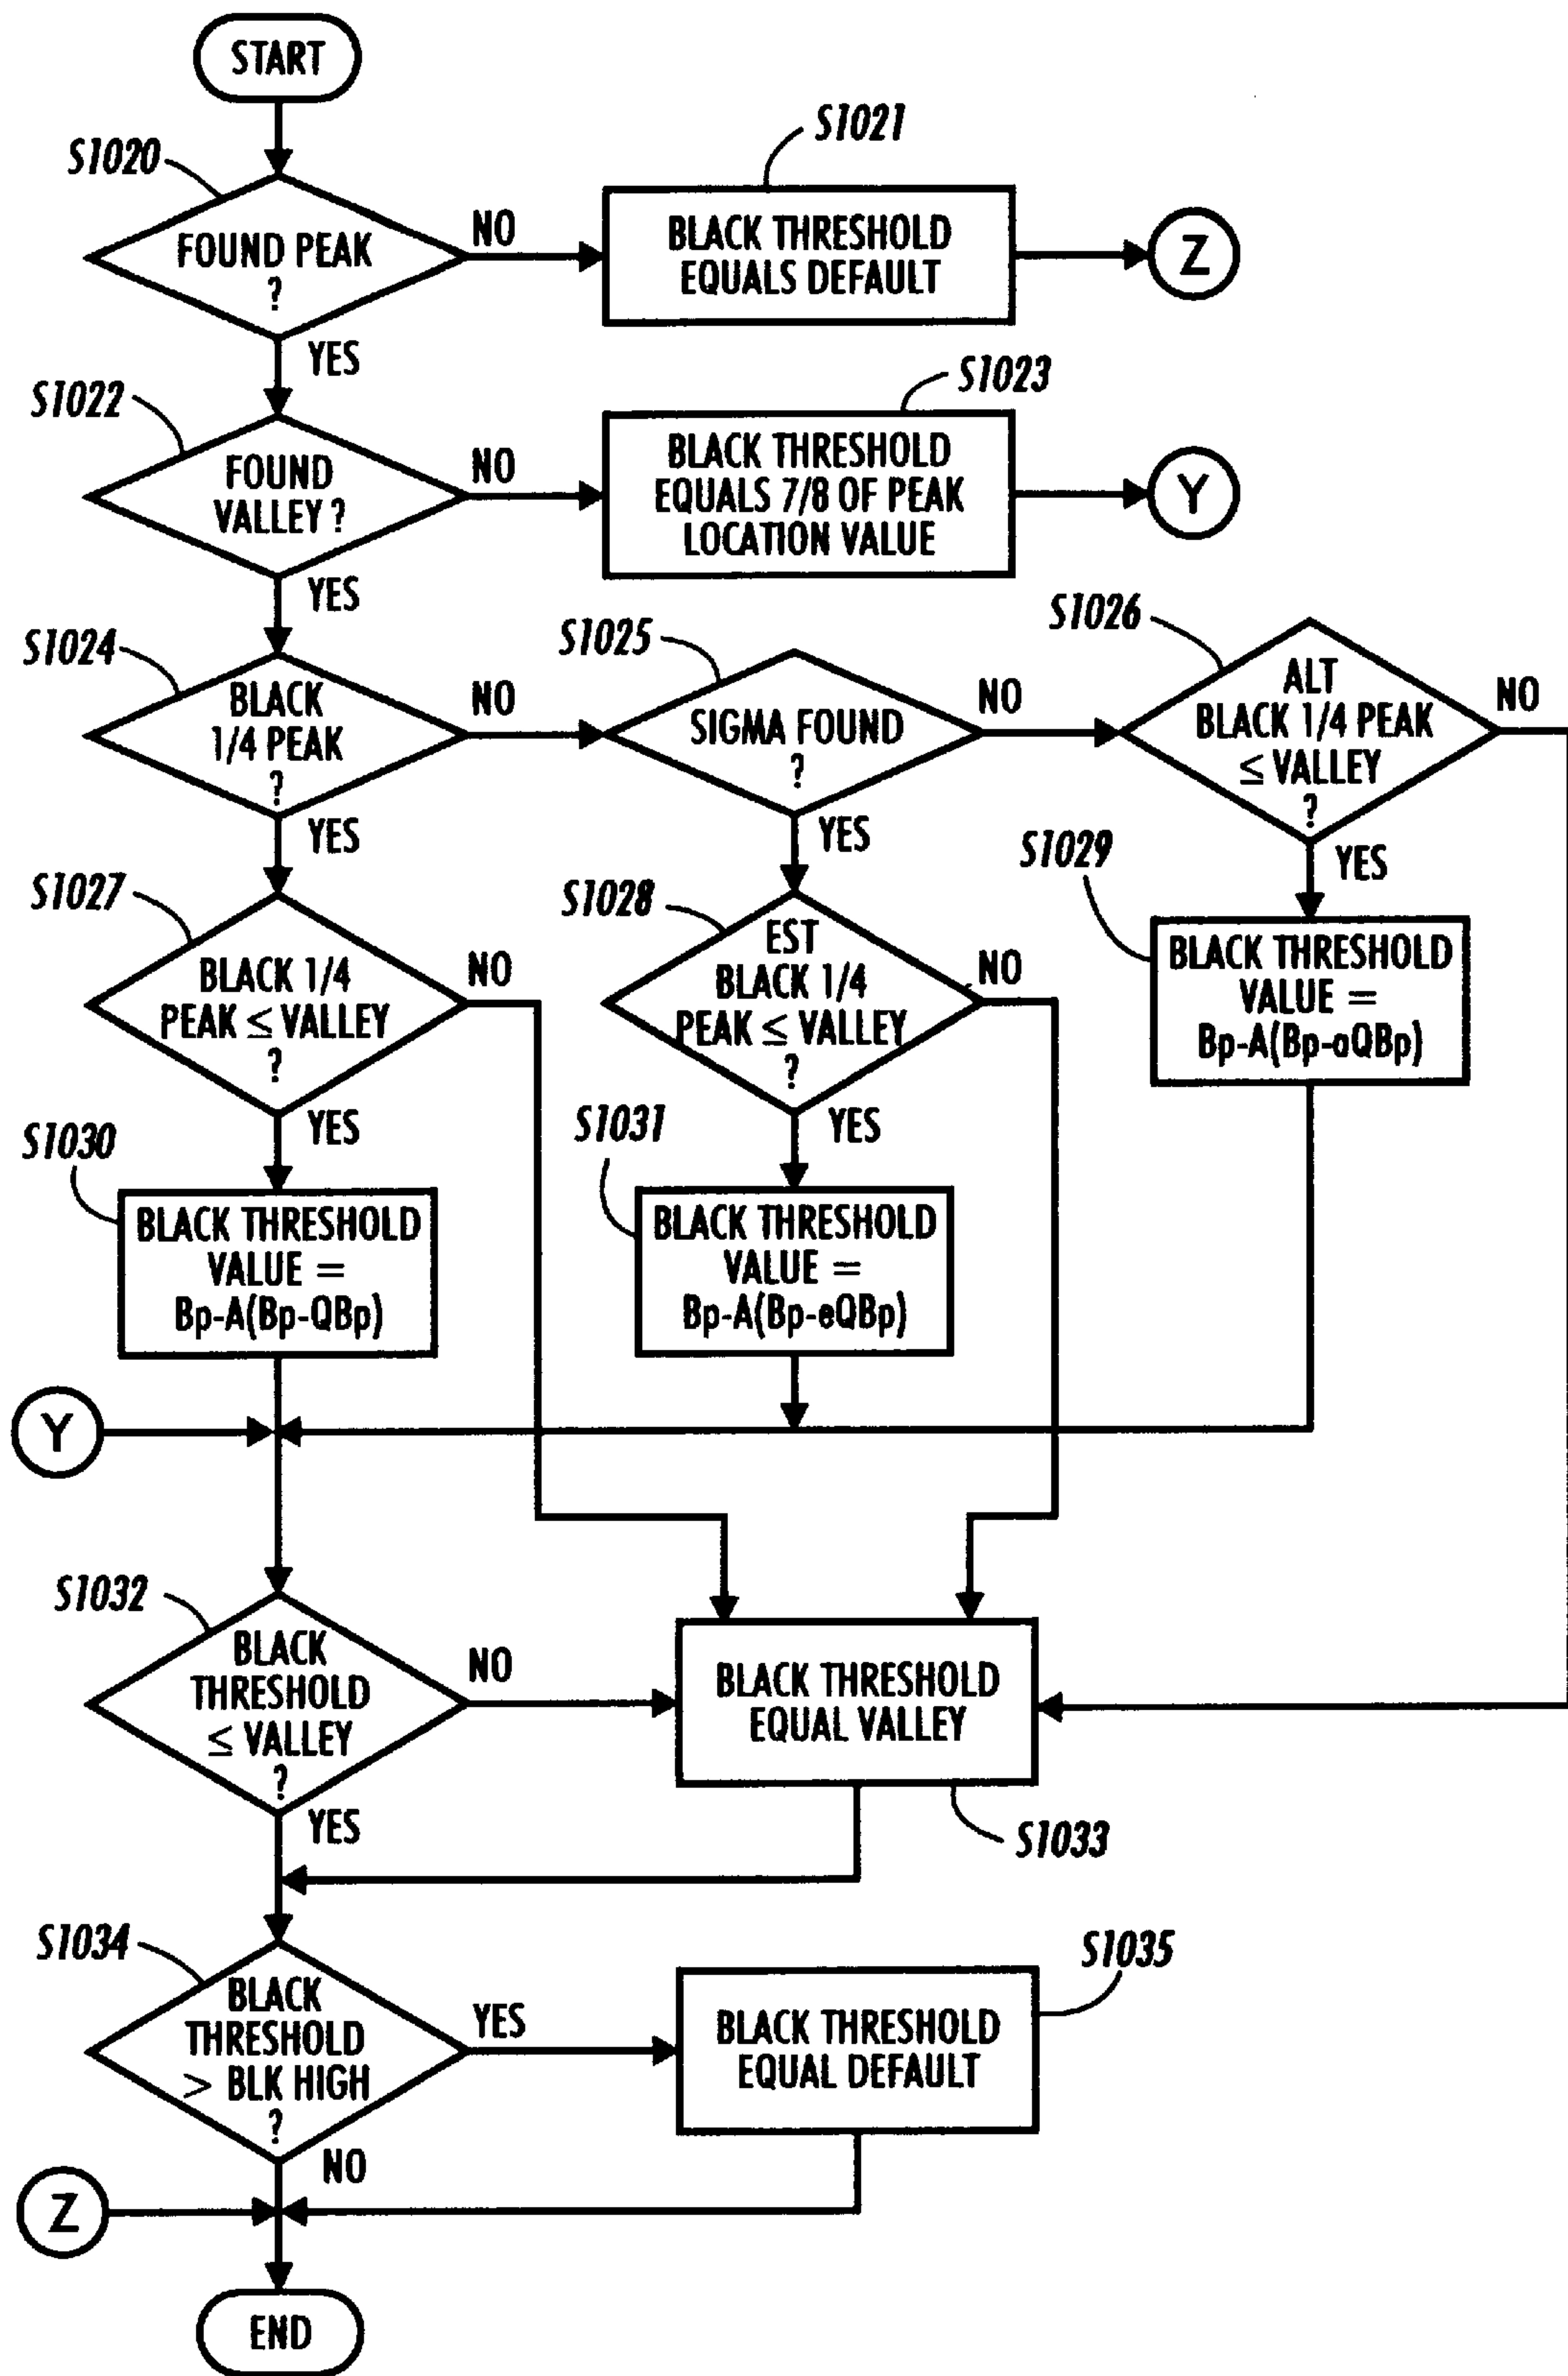 START
S1020
FOUND PEAK
?
NO
S1021
BLACK THRESHOLD
EQUALS DEFAULT
Z
YES
S1022
FOUND
VALLEY ?
NO
S1023
BLACK THRESHOLD
EQUALS 7/8 OF PEAK
LOCATION VALUE
Y
YES
S1024
BLACK
1/4 PEAK
?
NO
S1025
SIGMA FOUND
?
NO
S1026
ALT
BLACK 1/4 PEAK
≤ VALLEY
?
NO
YES
S1027
BLACK 1/4
PEAK ≤ VALLEY
?
NO
YES
S1028
EST
BLACK 1/4
PEAK ≤ VALLEY
?
NO
YES
S1029
BLACK THRESHOLD
VALUE =
Bp-A(Bp-aQBp)
YES
S1030
BLACK THRESHOLD
VALUE =
Bp-A(Bp-QBp)
YES
S1031
BLACK THRESHOLD
VALUE =
Bp-A(Bp-eQBp)
Y
S1032
BLACK
THRESHOLD
≤ VALLEY
?
NO
BLACK THRESHOLD
EQUAL VALLEY
S1033
YES
S1034
BLACK
THRESHOLD
> BLK HIGH
?
YES
S1035
BLACK THRESHOLD
EQUAL DEFAULT
NO
Z
END